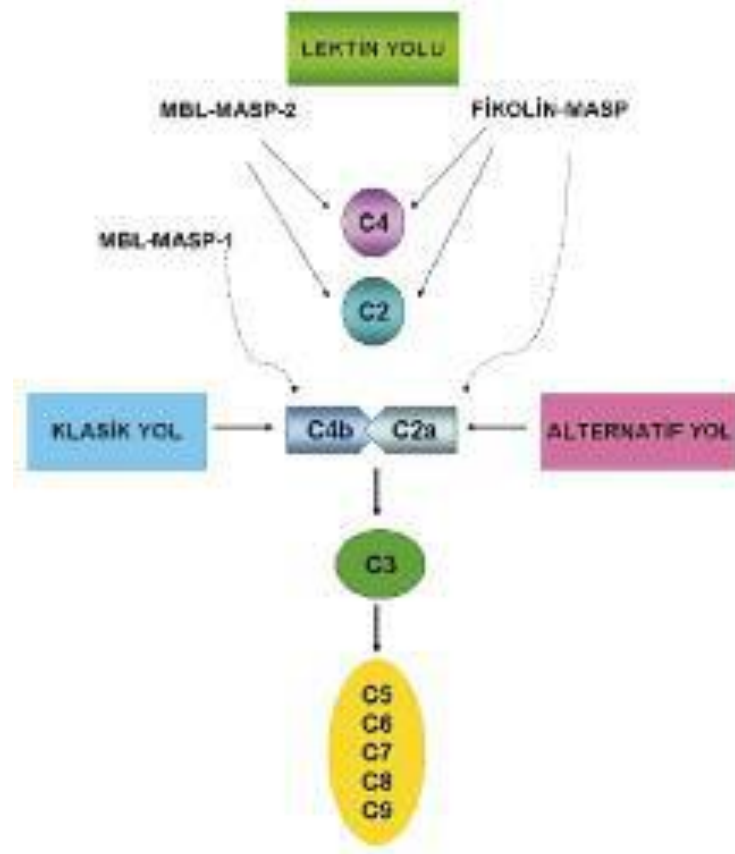 LEKTİN YOLU
MBL-MASP-2
FİKOLİN-MASP
C4
MBL-MASP-1
C2
KLASİK YOL
C4b
C2a
ALTERNATİF YOL
C3
C5
C6
C7
C8
C9